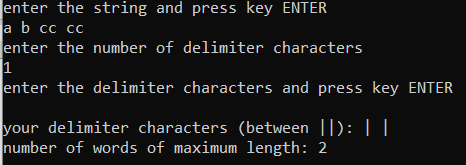 enter the string and press key ENTER
a b cc cc
enter the number of delimiter characters
1
enter the delimiter characters and press key ENTER

your delimiter characters (between ||): | |
number of words of maximum length: 2